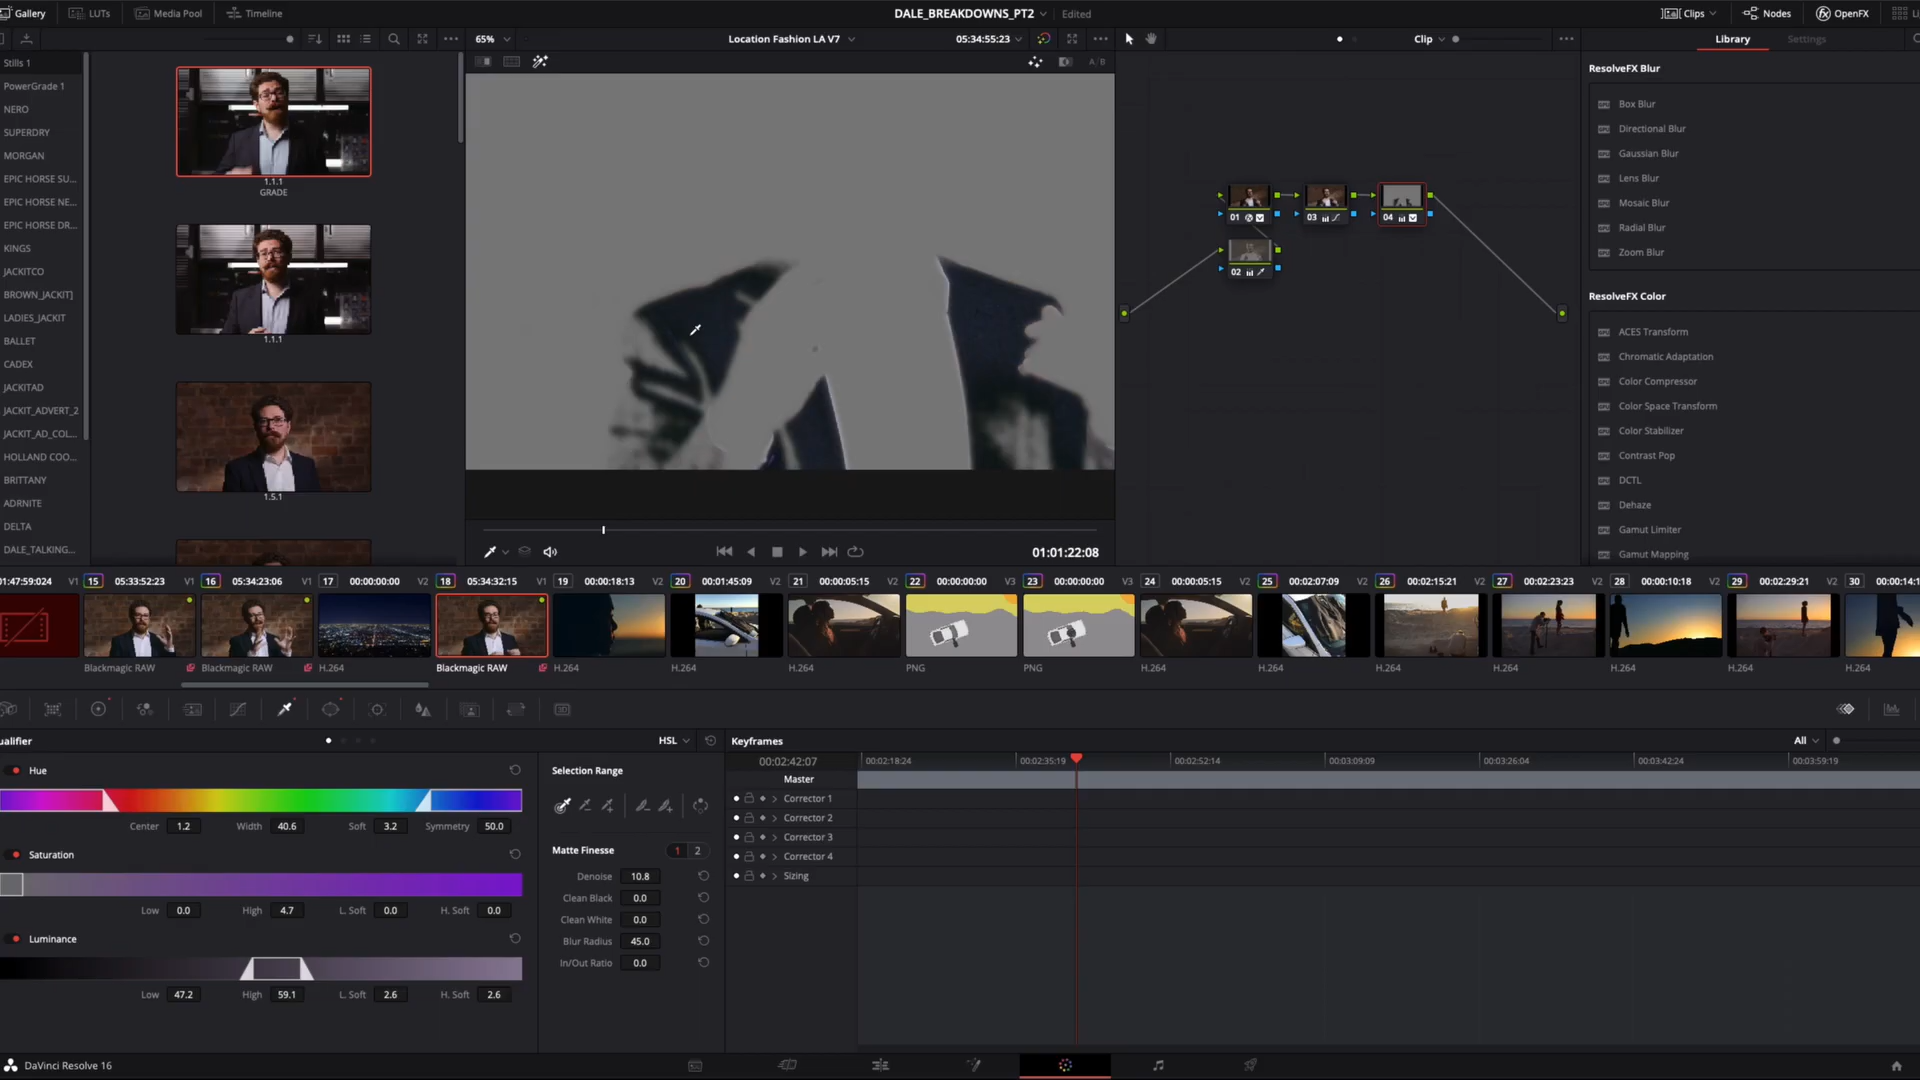 Gallery LUTs Media Pool Timeline DALE_BREAKDOWNS_PT2 Edited Clips Nodes OpenFX
65% Location Fashion LA V7 05:34:55:23 Clip Library Settings
A/B
Stills 1
PowerGrade 1
NERO
SUPERDRY
MORGAN
EPIC HORSE SU...
EPIC HORSE NE...
EPIC HORSE DR...
KINGS
JACKITCO
BROWN_JACKIT]
LADIES_JACKIT
BALLET
CADEX
JACKITAD
JACKIT_ADVERT_2
JACKIT_AD_COL...
HOLLAND COO...
BRITTANY
ADRNITE
DELTA
DALE_TALKING...
1.1.1
GRADE
1.1.1
1.5.1
01 03 04
02
ResolveFX Blur
Box Blur
Directional Blur
Gaussian Blur
Lens Blur
Mosaic Blur
Radial Blur
Zoom Blur
ResolveFX Color
ACES Transform
Chromatic Adaptation
Color Compressor
Color Space Transform
Color Stabilizer
Contrast Pop
DCTL
Dehaze
Gamut Limiter
Gamut Mapping
01:01:22:08
01:47:59:024 V1 15 05:33:52:23 V1 16 05:34:23:06 V1 17 00:00:00:00 V2 18 05:34:32:15 V1 19 00:00:18:13 V2 20 00:01:45:09 V2 21 00:00:05:15 V2 22 00:00:00:00 V3 23 00:00:00:00 V3 24 00:00:05:15 V2 25 00:02:07:09 V2 26 00:02:15:21 V2 27 00:02:23:23 V2 28 00:00:10:18 V2 29 00:02:29:21 V2 30 00:00:14:1
Blackmagic RAW Blackmagic RAW H.264 Blackmagic RAW H.264 H.264 H.264 PNG PNG H.264 H.264 H.264 H.264 H.264 H.264 H.264
3D
ualifier HSL
Hue
Center 1.2 Width 40.6 Soft 3.2 Symmetry 50.0
Saturation
Low 0.0 High 4.7 L. Soft 0.0 H. Soft 0.0
Luminance
Low 47.2 High 59.1 L. Soft 2.6 H. Soft 2.6
Selection Range
Matte Finesse 1 2
Denoise 10.8
Clean Black 0.0
Clean White 0.0
Blur Radius 45.0
In/Out Ratio 0.0
Keyframes All
00:02:42:07 00:02:18:24 00:02:35:19 00:02:52:14 00:03:09:09 00:03:26:04 00:03:42:24 00:03:59:19
Master
Corrector 1
Corrector 2
Corrector 3
Corrector 4
Sizing
DaVinci Resolve 16